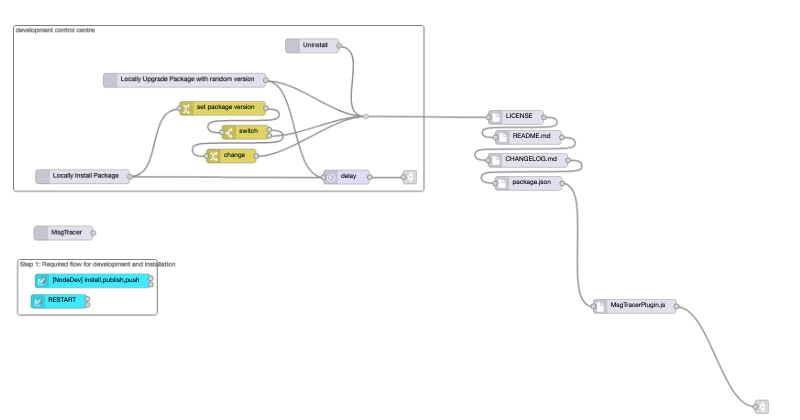 development control centre
Uninstall
Locally Upgrade Package with random version
set package version
switch
change
Locally Install Package
delay
LICENSE
README.md
CHANGELOG.md
package.json
MsgTracer
Step 1: Required flow for development and installation
[NodeDev] install,publish,push
RESTART
MsgTracerPlugin.js